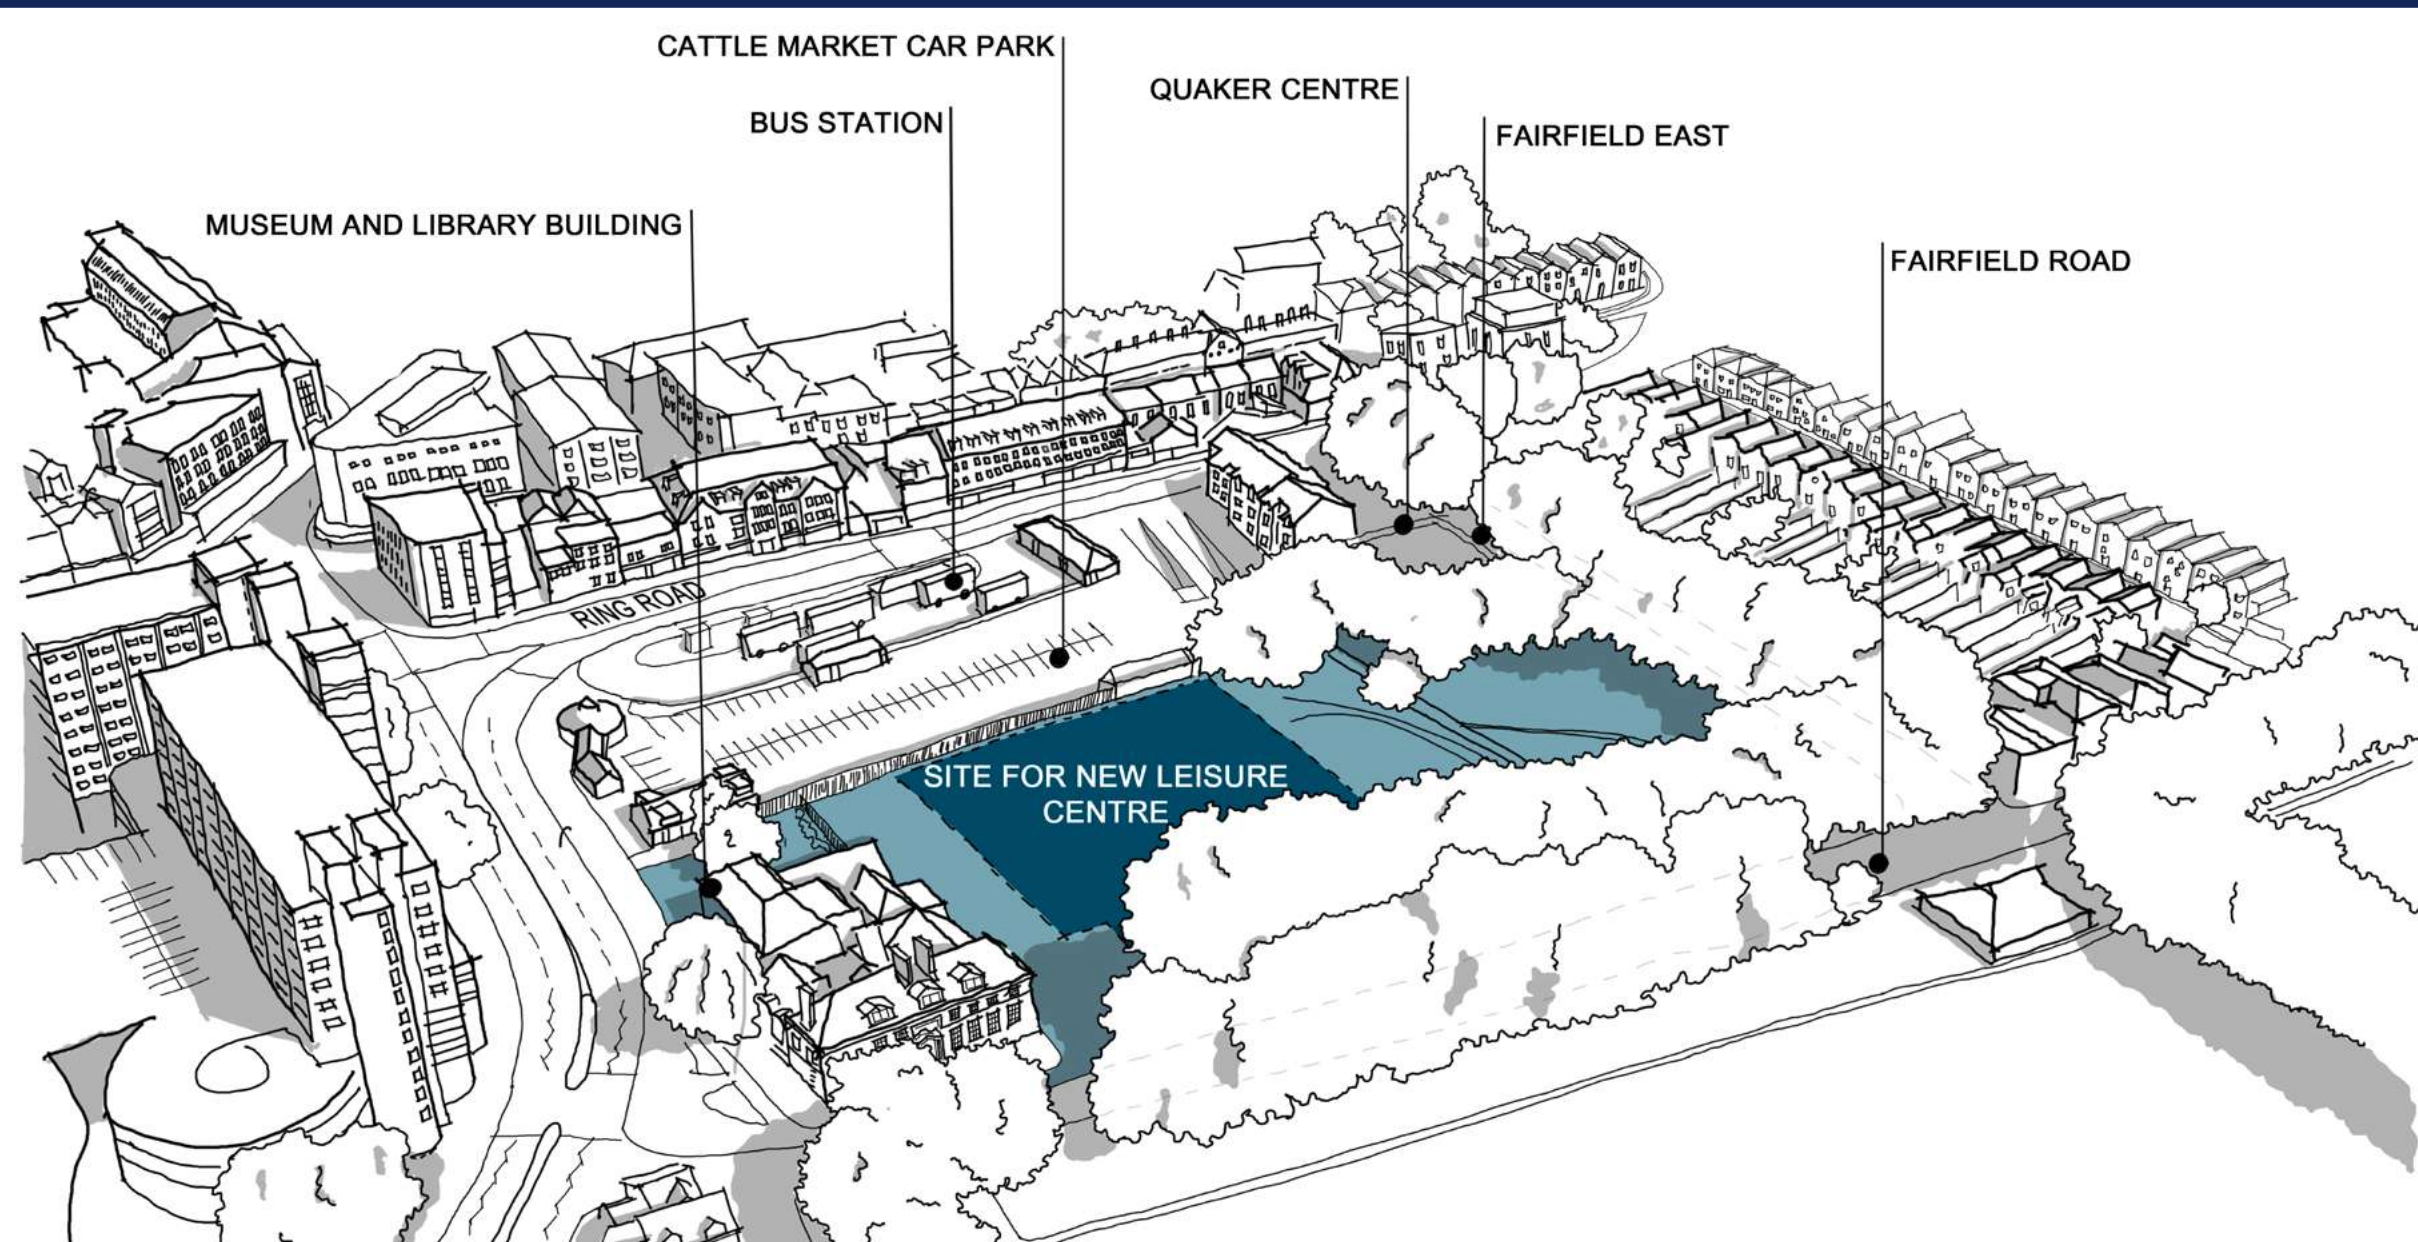 CATTLE MARKET CAR PARK
QUAKER CENTRE
BUS STATION
FAIRFIELD EAST
MUSEUM AND LIBRARY BUILDING
FAIRFIELD ROAD
RING ROAD
SITE FOR NEW LEISURE
CENTRE